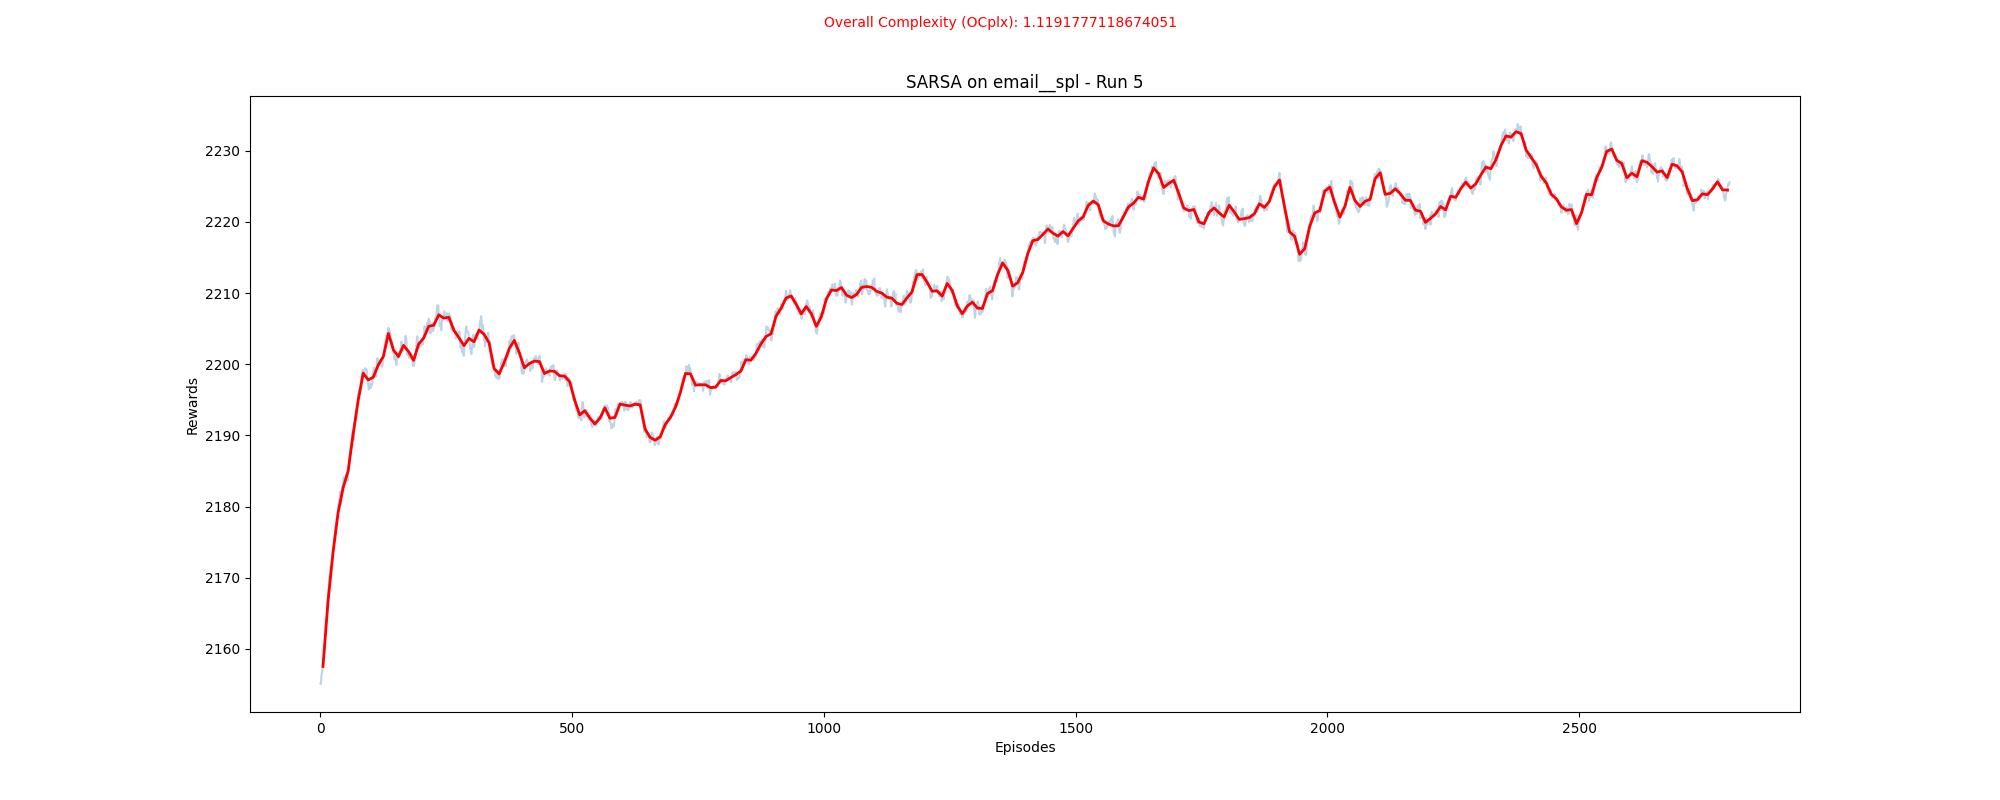 Overall Complexity (OCplx): 1.1191777118674051
SARSA on email__spl - Run 5
Rewards
2230
2220
2210
2200
2190
2180
2170
2160
0 500 1000 1500 2000 2500
Episodes